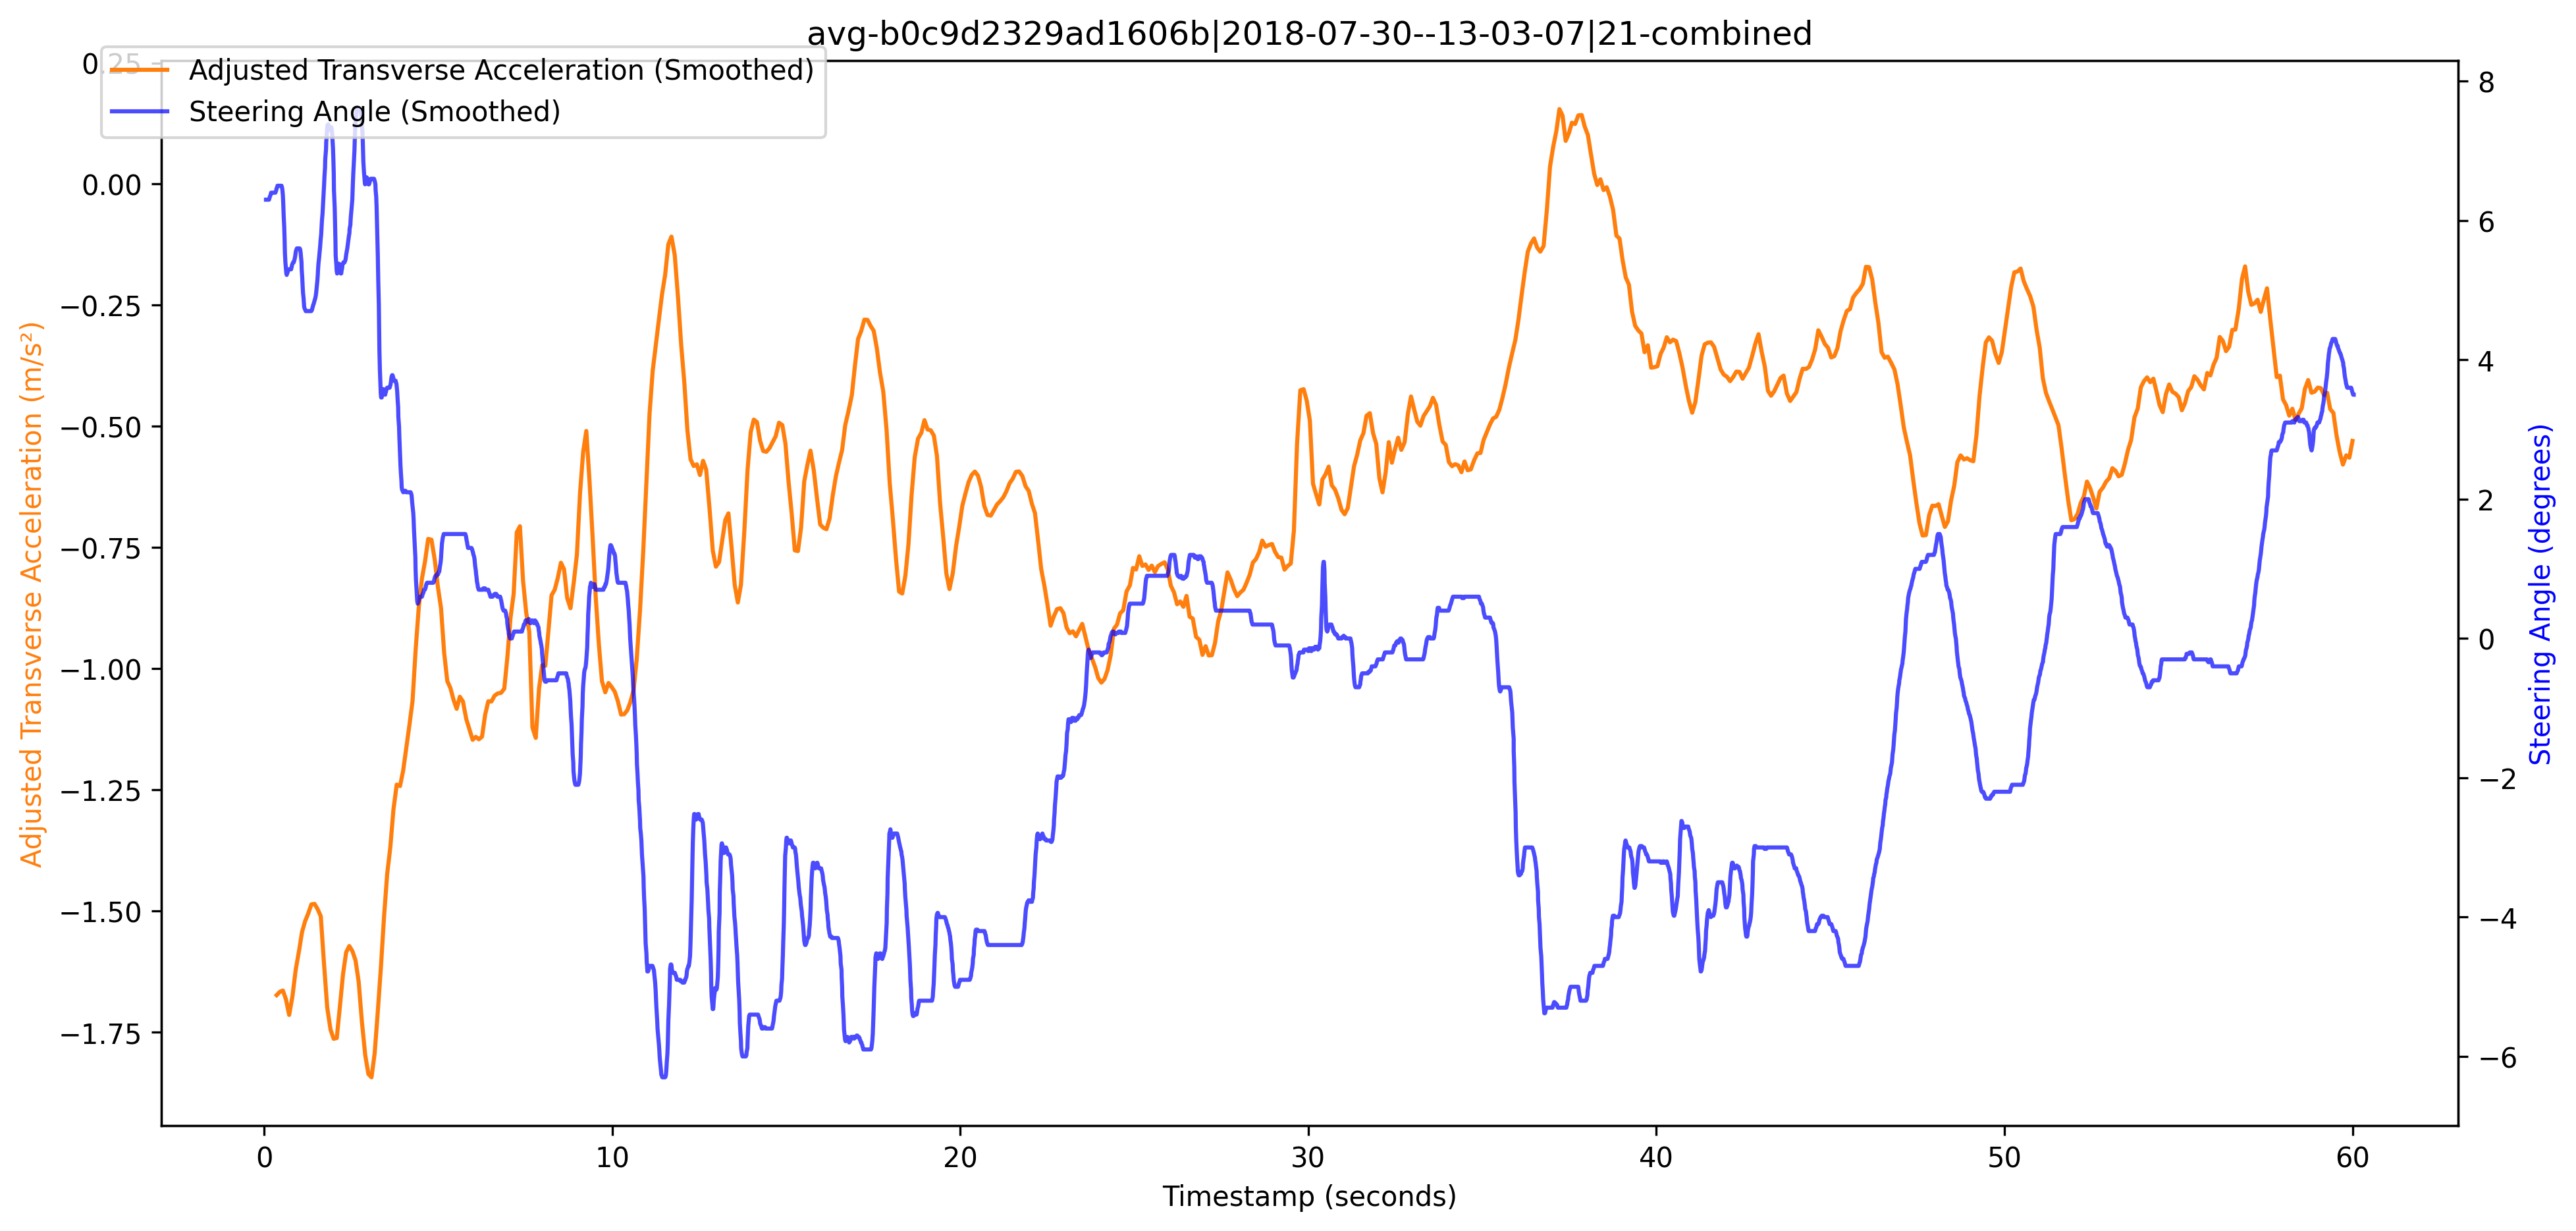 avg-b0c9d2329ad1606b|2018-07-30--13-03-07|21-combined
Adjusted Transverse Acceleration (Smoothed)
Steering Angle (Smoothed)
Adjusted Transverse Acceleration (m/s²)
0.25
0.00
−0.25
−0.50
−0.75
−1.00
−1.25
−1.50
−1.75
8
6
4
2
0
−2
−4
−6
Steering Angle (degrees)
0 10 20 30 40 50 60
Timestamp (seconds)